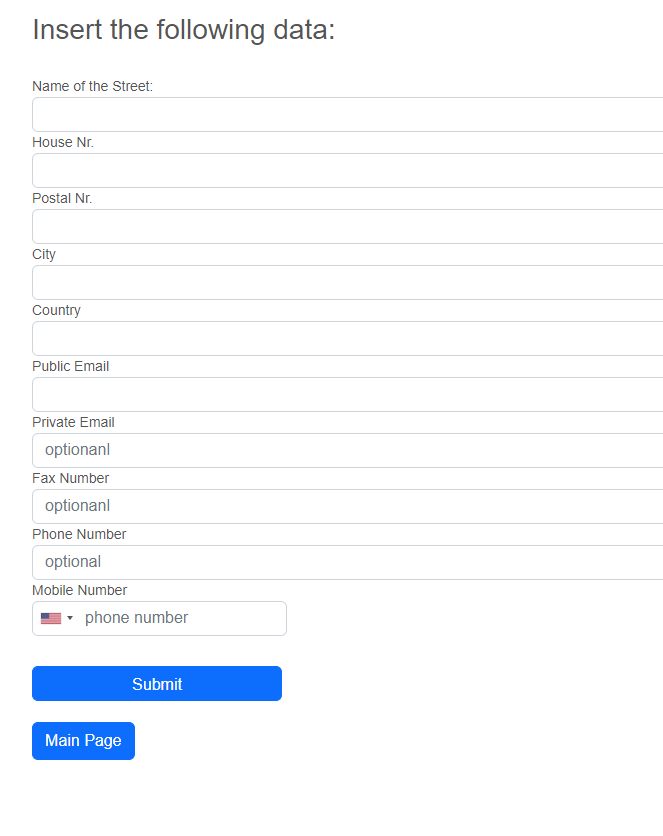 Insert the following data:
Name of the Street:
House Nr.
Postal Nr.
City
Country
Public Email
Private Email
optionanl
Fax Number
optionanl
Phone Number
optional
Mobile Number
phone number
Submit
Main Page